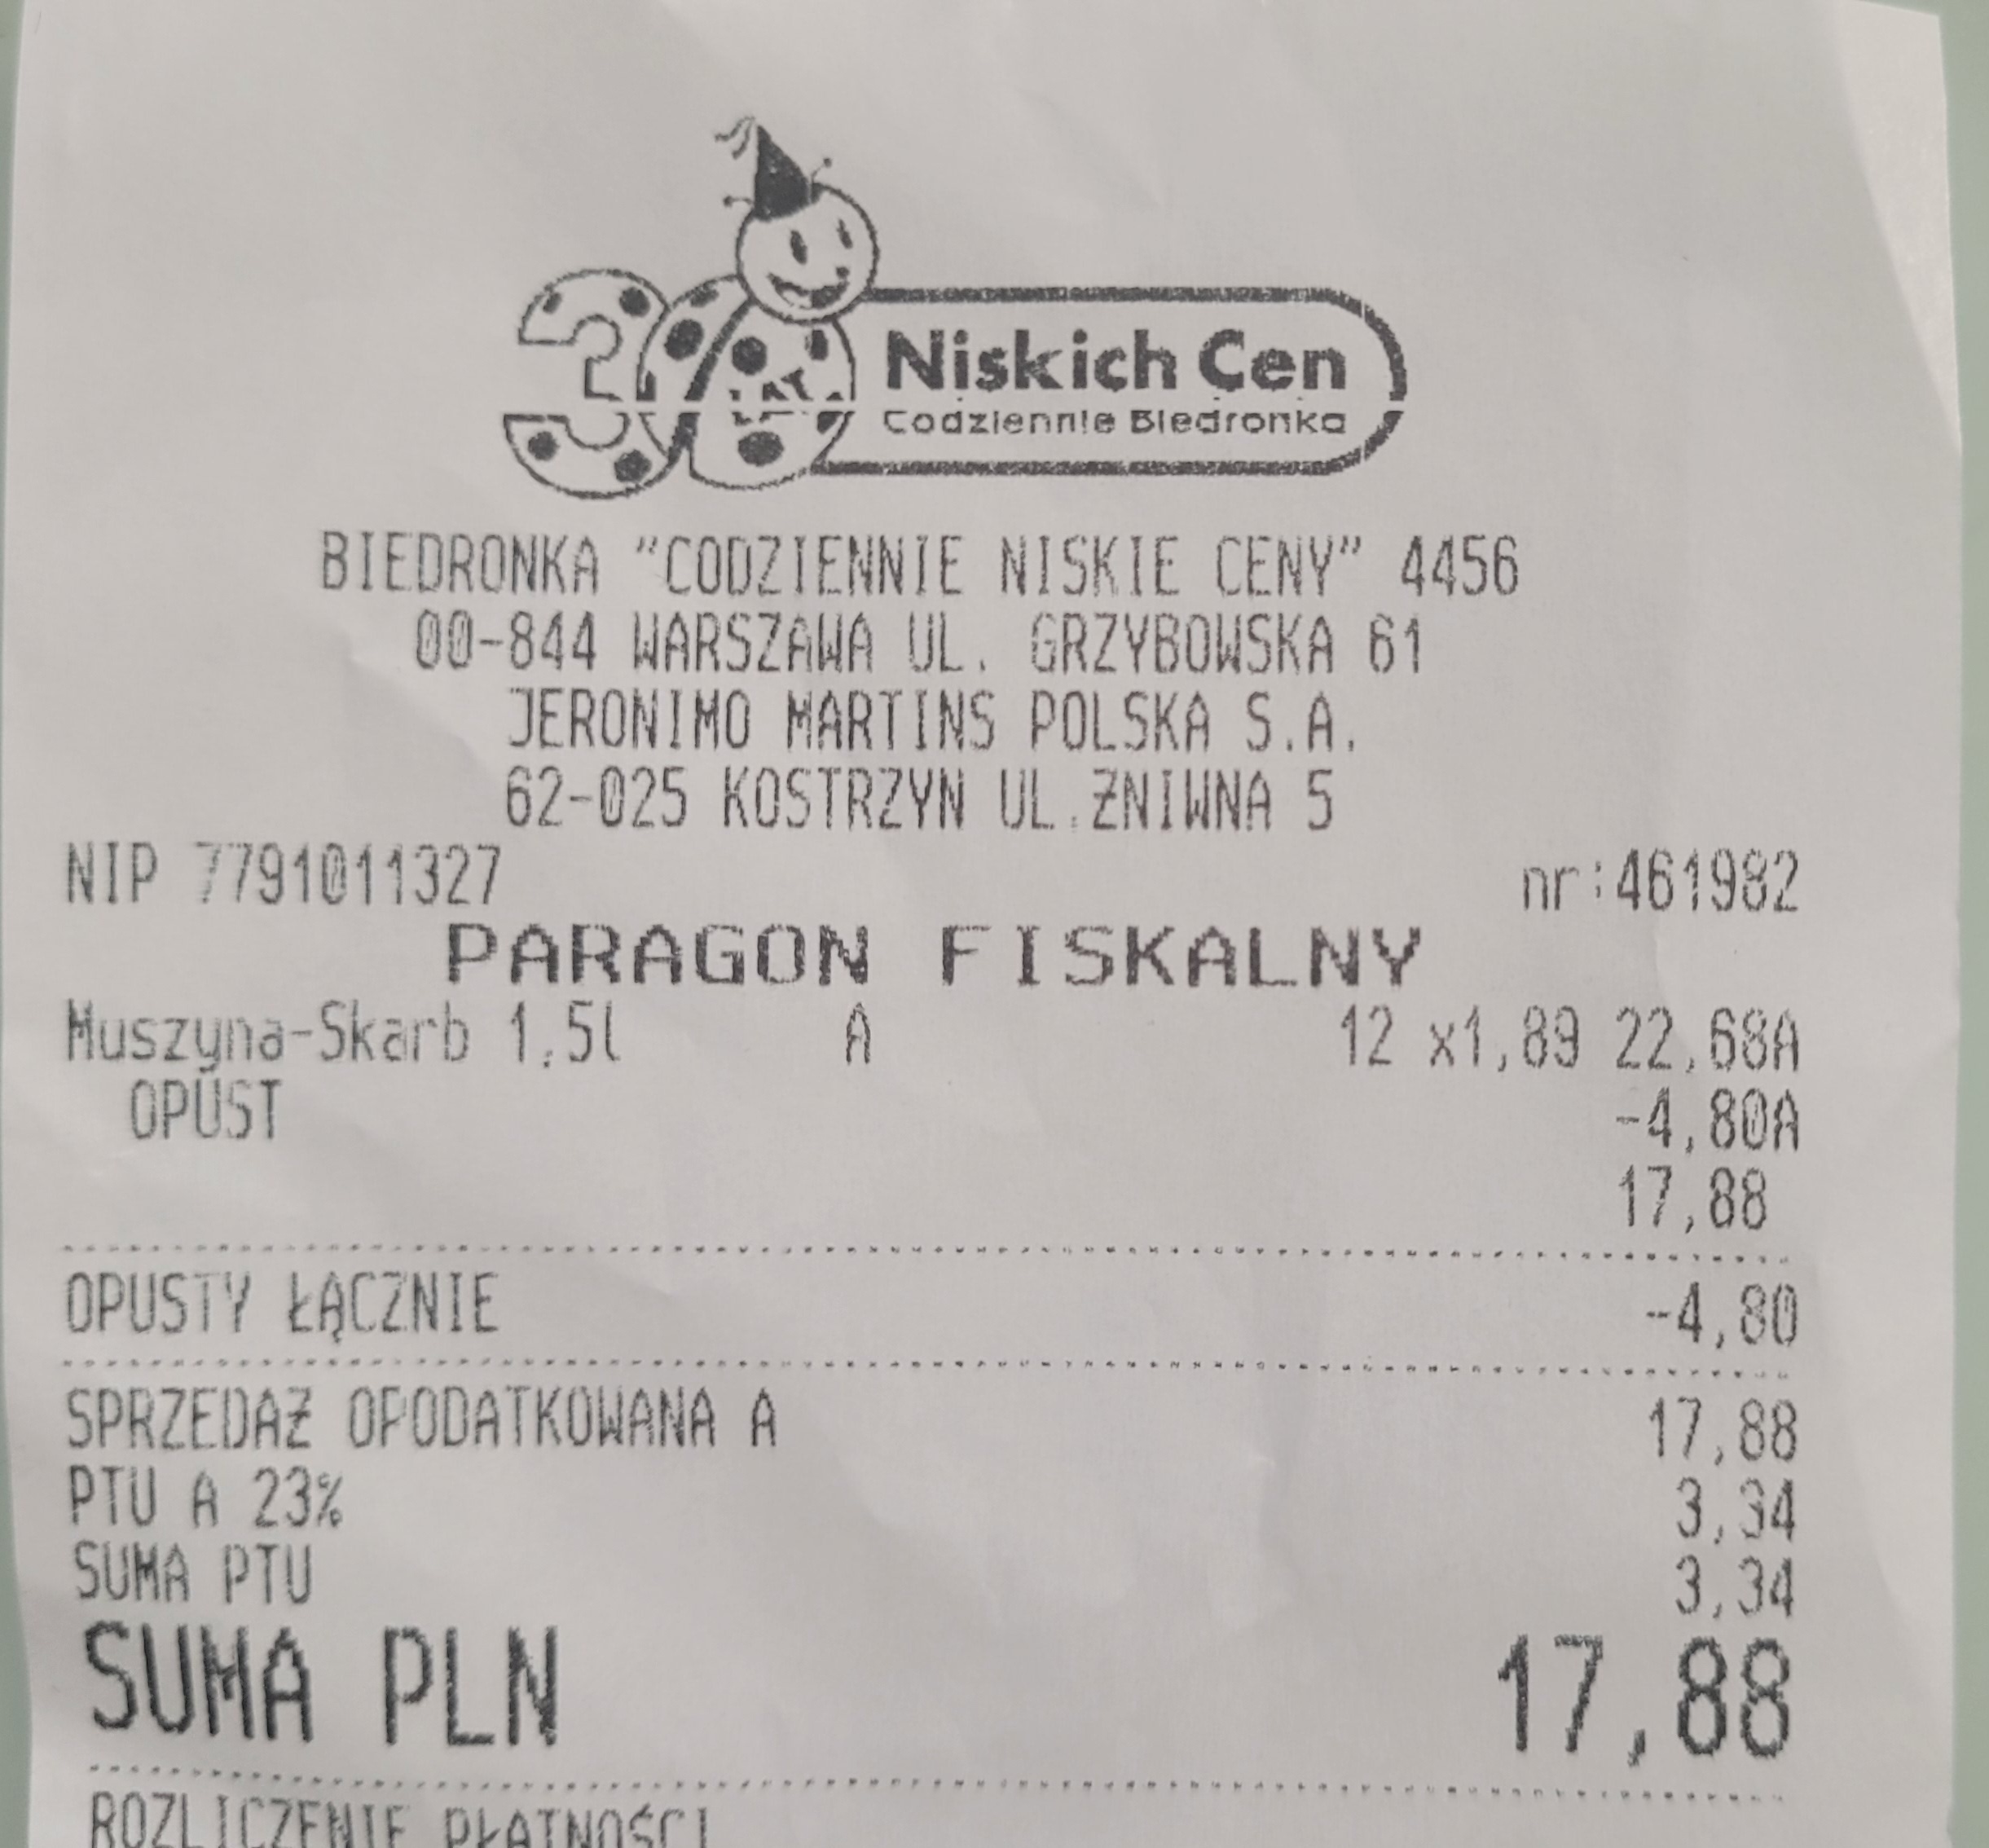 30 LAT
Niskich Cen
Codziennie Biedronka
BIEDRONKA "CODZIENNIE NISKIE CENY" 4456
00-844 WARSZAWA UL. GRZYBOWSKA 61
JERONIMO MARTINS POLSKA S.A.
62-025 KOSTRZYN UL.ŻNIWNA 5
NIP 7791011327 nr:461982
PARAGON FISKALNY
Muszyna-Skarb 1,5l A 12 x1,89 22,68A
OPUST -4,80A
17,88
OPUSTY ŁĄCZNIE -4,80
SPRZEDAŻ OPODATKOWANA A 17,88
PTU A 23% 3,34
SUMA PTU 3,34
SUMA PLN 17,88
ROZLICZENIE PŁATNOŚCI